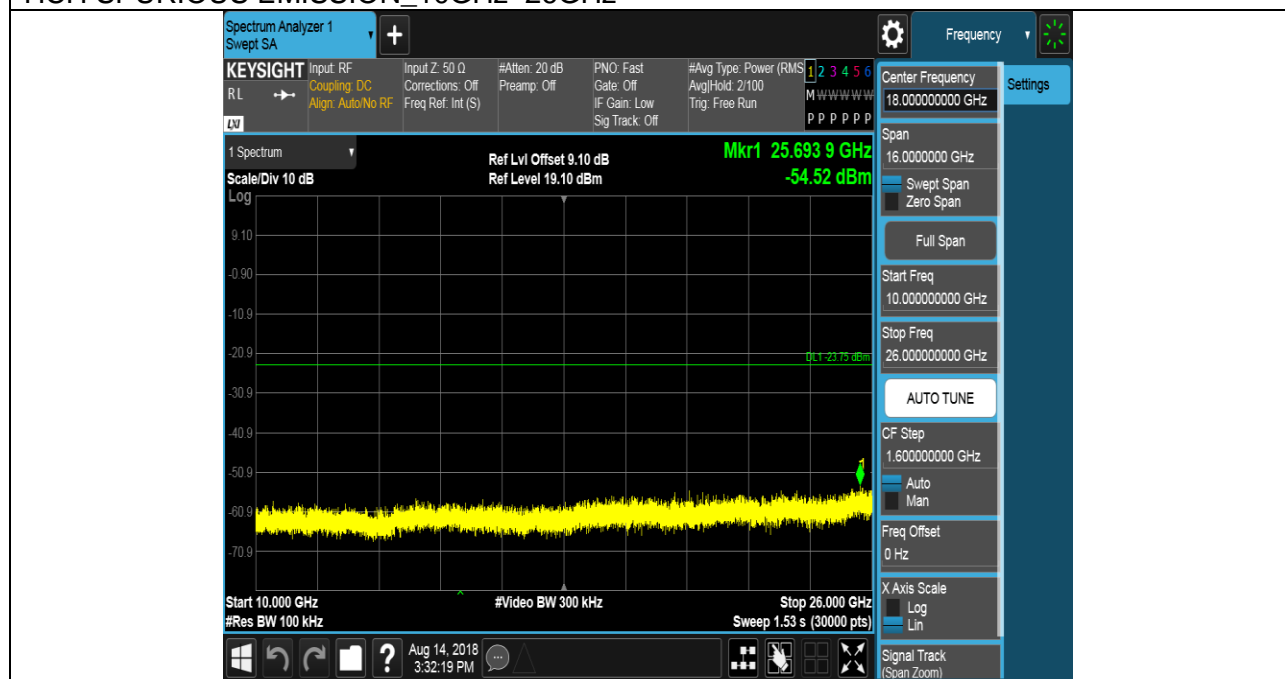 Spectrum Analyzer 1
Swept SA
+
Frequency
KEYSIGHT
RL
LXI
Input: RF
Coupling: DC
Align: Auto/No RF
Input Z: 50 Ω
Corrections: Off
Freq Ref: Int (S)
#Atten: 20 dB
Preamp: Off
PNO: Fast
Gate: Off
IF Gain: Low
Sig Track: Off
#Avg Type: Power (RMS
Avg|Hold: 2/100
Trig: Free Run
1 2 3 4 5 6
M W W W W W
P P P P P P
1 Spectrum
Scale/Div 10 dB
Ref Lvl Offset 9.10 dB
Ref Level 19.10 dBm
Mkr1 25.693 9 GHz
-54.52 dBm
Log
9.10
-0.90
-10.9
-20.9
DL1 -23.75 dBm
-30.9
-40.9
-50.9
1
-60.9
-70.9
Start 10.000 GHz
#Video BW 300 kHz
Stop 26.000 GHz
#Res BW 100 kHz
Sweep 1.53 s (30000 pts)
?
Aug 14, 2018
3:32:19 PM
Center Frequency
18.000000000 GHz
Settings
Span
16.0000000 GHz
Swept Span
Zero Span
Full Span
Start Freq
10.000000000 GHz
Stop Freq
26.000000000 GHz
AUTO TUNE
CF Step
1.600000000 GHz
Auto
Man
Freq Offset
0 Hz
X Axis Scale
Log
Lin
Signal Track
(Span Zoom)